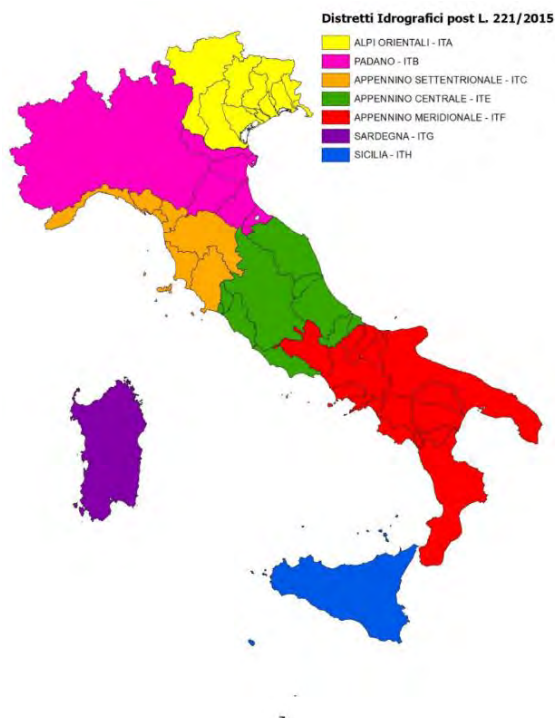 Distretti Idrografici post L. 221/2015
ALPI ORIENTALI - ITA
PADANO - ITB
APPENNINO SETTENTRIONALE - ITC
APPENNINO CENTRALE - ITE
APPENNINO MERIDIONALE - ITF
SARDEGNA - ITG
SICILIA - ITH